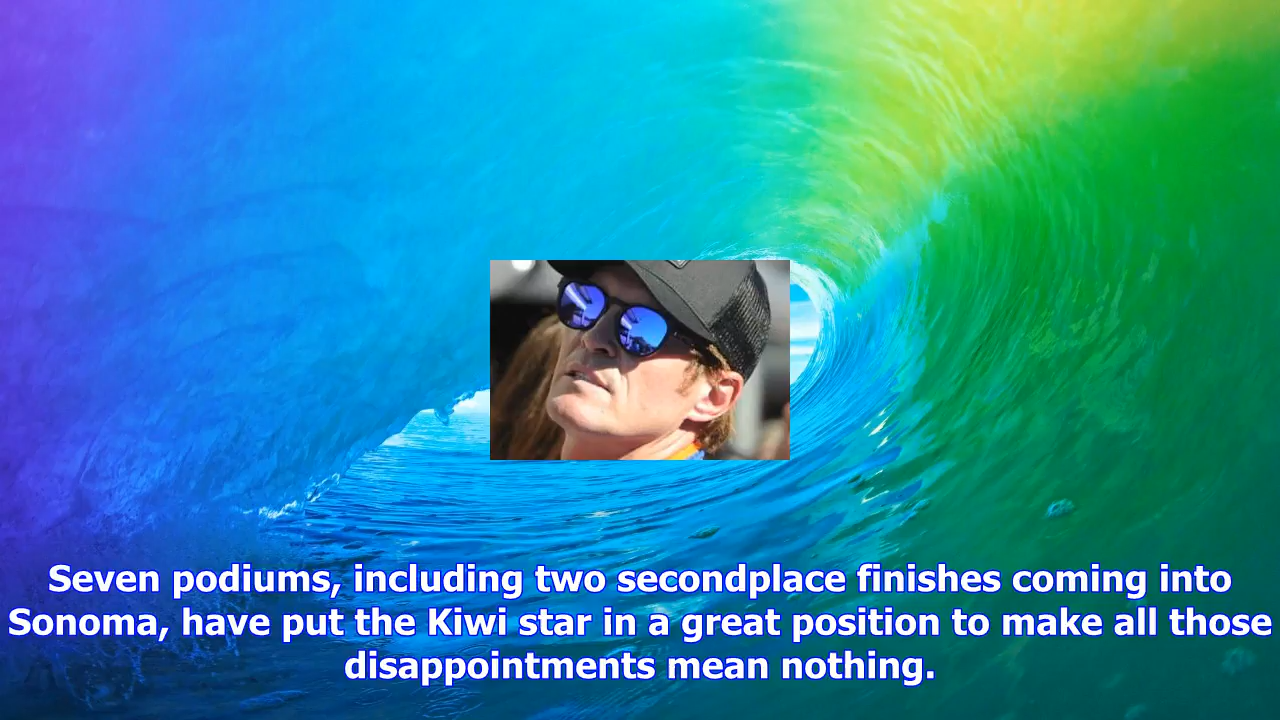 Seven podiums, including two secondplace finishes coming into
Sonoma, have put the Kiwi star in a great position to make all those
disappointments mean nothing.